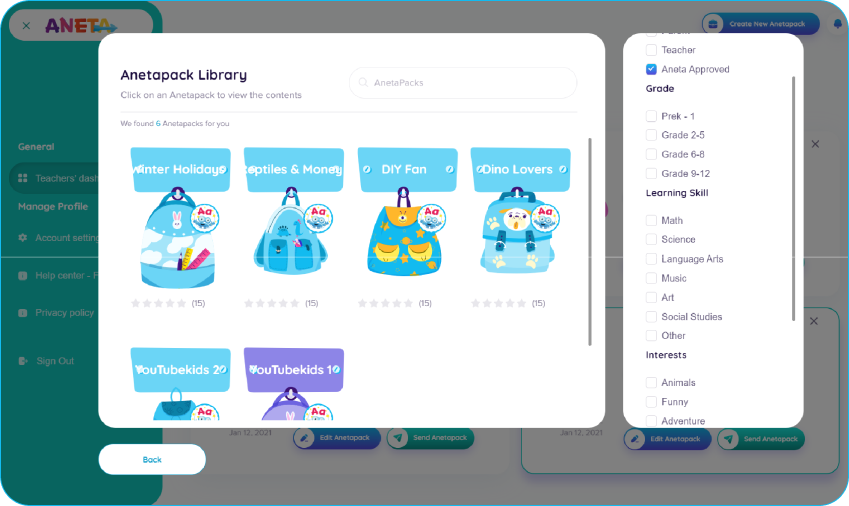 ANETA
Create New Anetapack
General
Teachers' dash
Manage Profile
Account setting
Help center - F
Privacy policy
Sign Out
Anetapack Library
Click on an Anetapack to view the contents
AnetaPacks
We found 6 Anetapacks for you
Winter Holidays
Reptiles & Money
DIY Fan
Dino Lovers
Aa
Aa
Aa
Aa
(15)
(15)
(15)
(15)
YouTubekids 2
YouTubekids 1
Aa
Aa
Back
Jan 12, 2021
Edit Anetapack
Send Anetapack
Jan 12, 2021
Edit Anetapack
Send Anetapack
Parent
Teacher
Aneta Approved
Grade
Prek - 1
Grade 2-5
Grade 6-8
Grade 9-12
Learning Skill
Math
Science
Language Arts
Music
Art
Social Studies
Other
Interests
Animals
Funny
Adventure